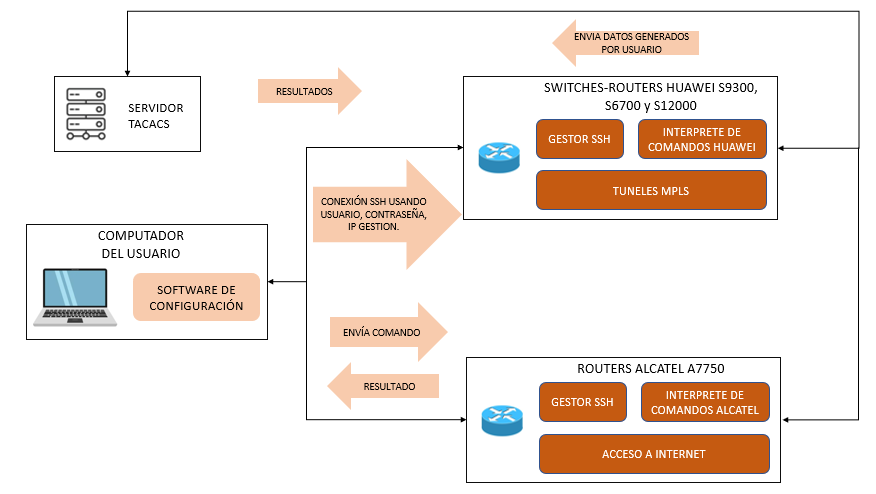 ENVIA DATOS GENERADOS
POR USUARIO
SERVIDOR
TACACS
RESULTADOS
SWITCHES-ROUTERS HUAWEI S9300,
S6700 y S12000
GESTOR SSH
INTERPRETE DE
COMANDOS HUAWEI
TUNELES MPLS
CONEXIÓN SSH USANDO
USUARIO, CONTRASEÑA,
IP GESTION.
COMPUTADOR
DEL USUARIO
SOFTWARE DE
CONFIGURACIÓN
ENVÍA COMANDO
RESULTADO
ROUTERS ALCATEL A7750
GESTOR SSH
INTERPRETE DE
COMANDOS ALCATEL
ACCESO A INTERNET